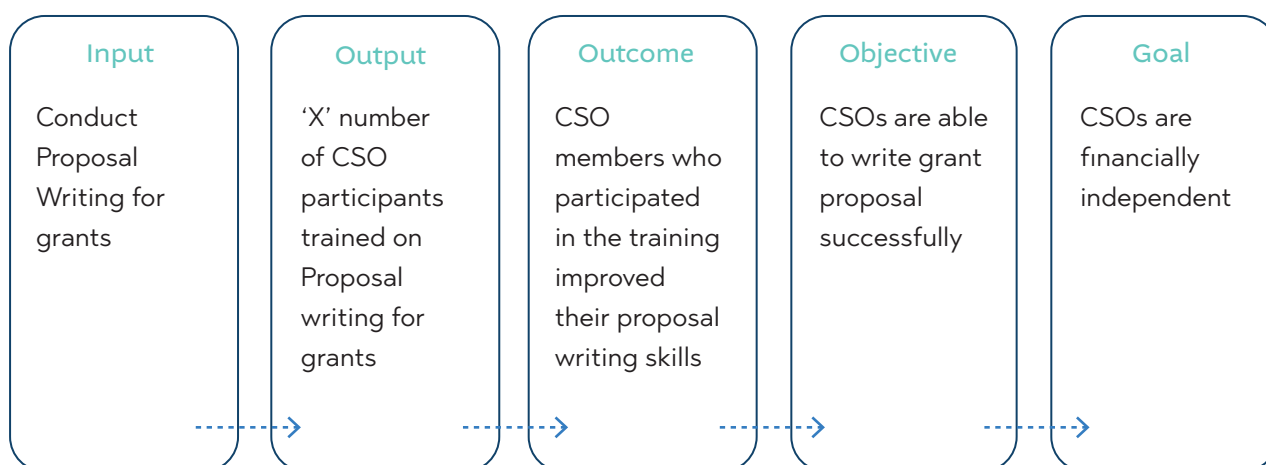 Input
Conduct
Proposal
Writing for
grants
Output
‘X’ number
of CSO
participants
trained on
Proposal
writing for
grants
Outcome
CSO
members who
participated
in the training
improved
their proposal
writing skills
Objective
CSOs are able
to write grant
proposal
successfully
Goal
CSOs are
financially
independent